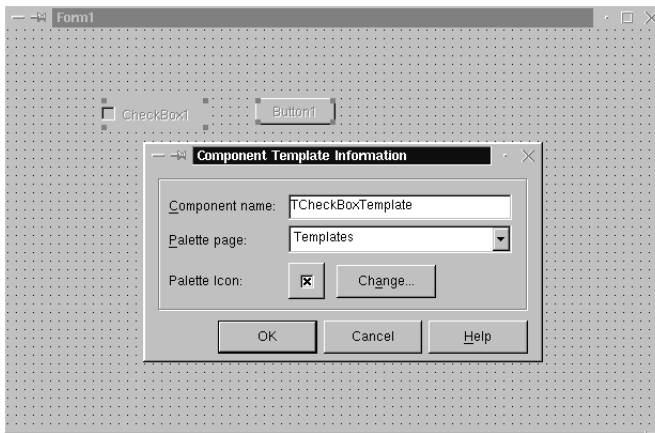 Form1
CheckBox1
Button1
Component Template Information
Component name: TCheckBoxTemplate
Palette page: Templates
Palette Icon: Change...
OK Cancel Help